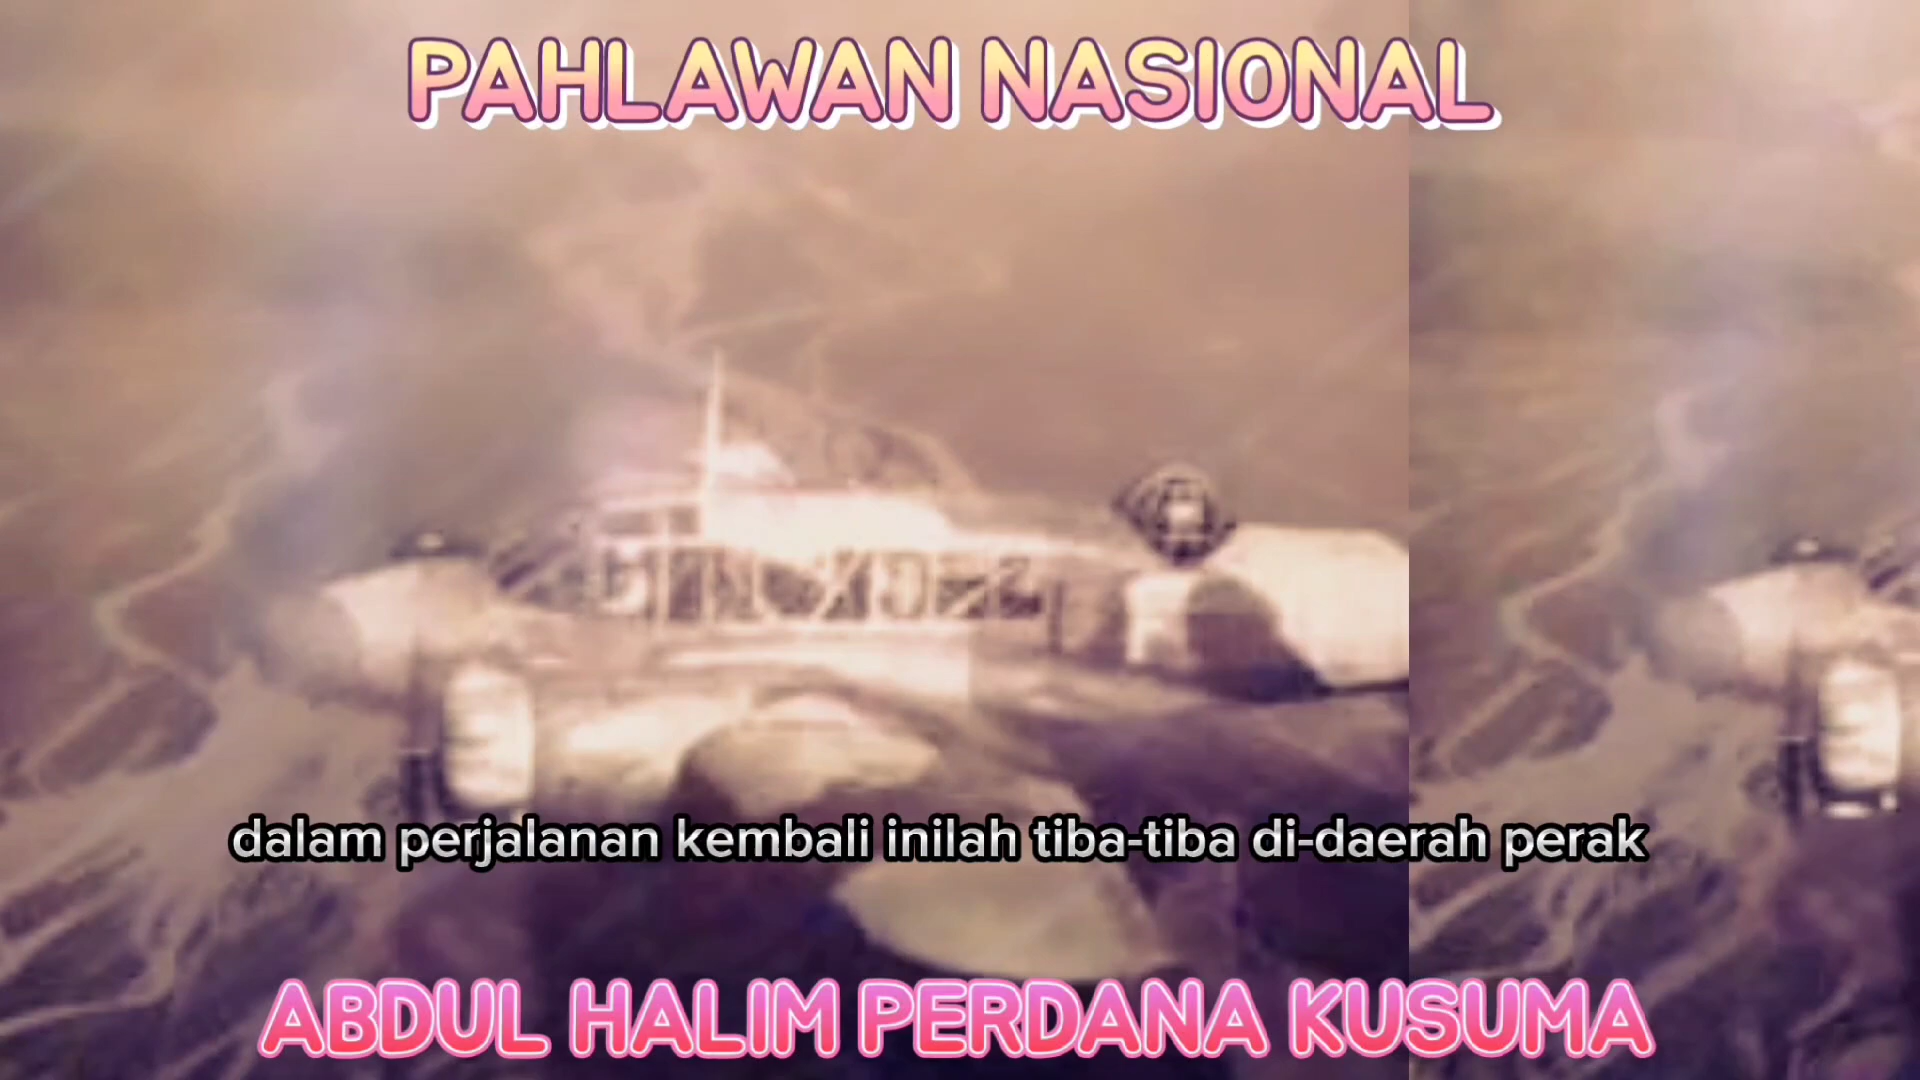 PAHLAWAN NASIONAL
dalam perjalanan kembali inilah tiba-tiba di-daerah perak
ABDUL HALIM PERDANA KUSUMA